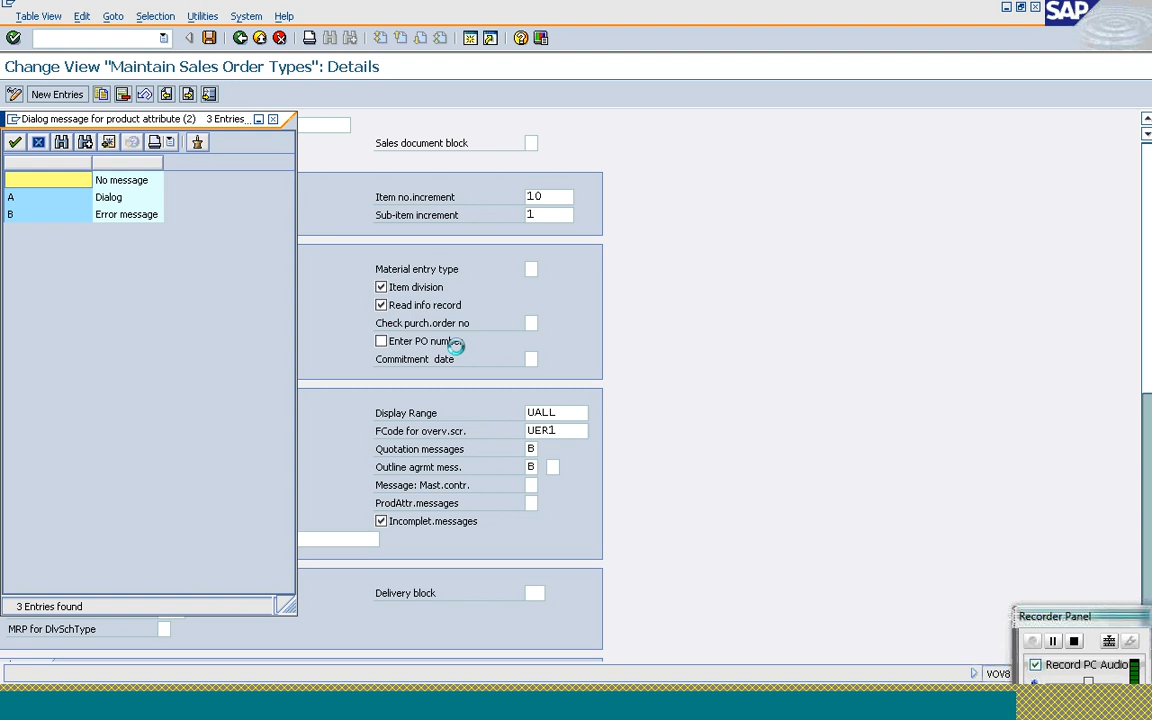 Table View Edit Goto Selection Utilities System Help
SAP
Change View "Maintain Sales Order Types": Details
New Entries
Dialog message for product attribute (2) 3 Entries...
Sales document block
No message
A Dialog
B Error message
Item no.increment 10
Sub-item increment 1
Material entry type
Item division
Read info record
Check purch.order no
Enter PO number
Commitment date
Display Range UALL
FCode for overv.scr. UER1
Quotation messages B
Outline agrmt mess. B
Message: Mast.contr.
ProdAttr.messages
Incomplet.messages
Delivery block
3 Entries found
MRP for DlvSchType
Recorder Panel
Record PC Audio
VOV8